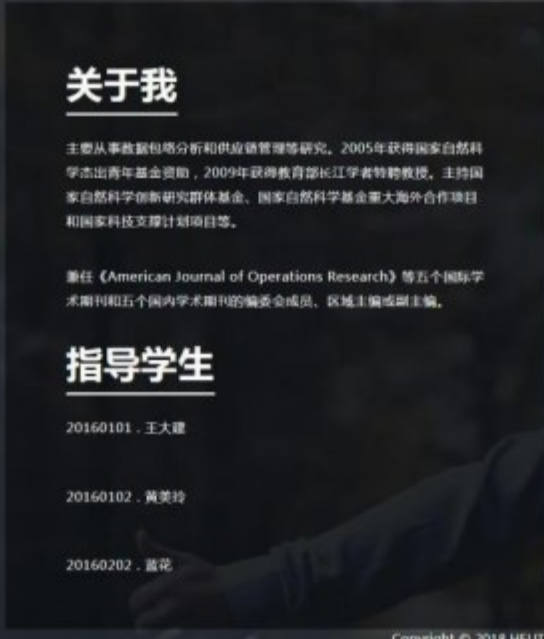 关于我
主要从事数据包络分析和供应链管理等研究。2005年获得国家自然科
学杰出青年基金资助，2009年获得教育部长江学者特聘教授。主持国
家自然科学创新研究群体基金、国家自然科学基金重大海外合作项目
和国家科技支撑计划项目等。
兼任《American Journal of Operations Research》等五个国际学
术期刊和五个国内学术期刊的编委会成员、区域主编或副主编。
指导学生
20160101 . 王大建
20160102 . 黄美玲
20160202 . 蓝花
Copyright © 2018